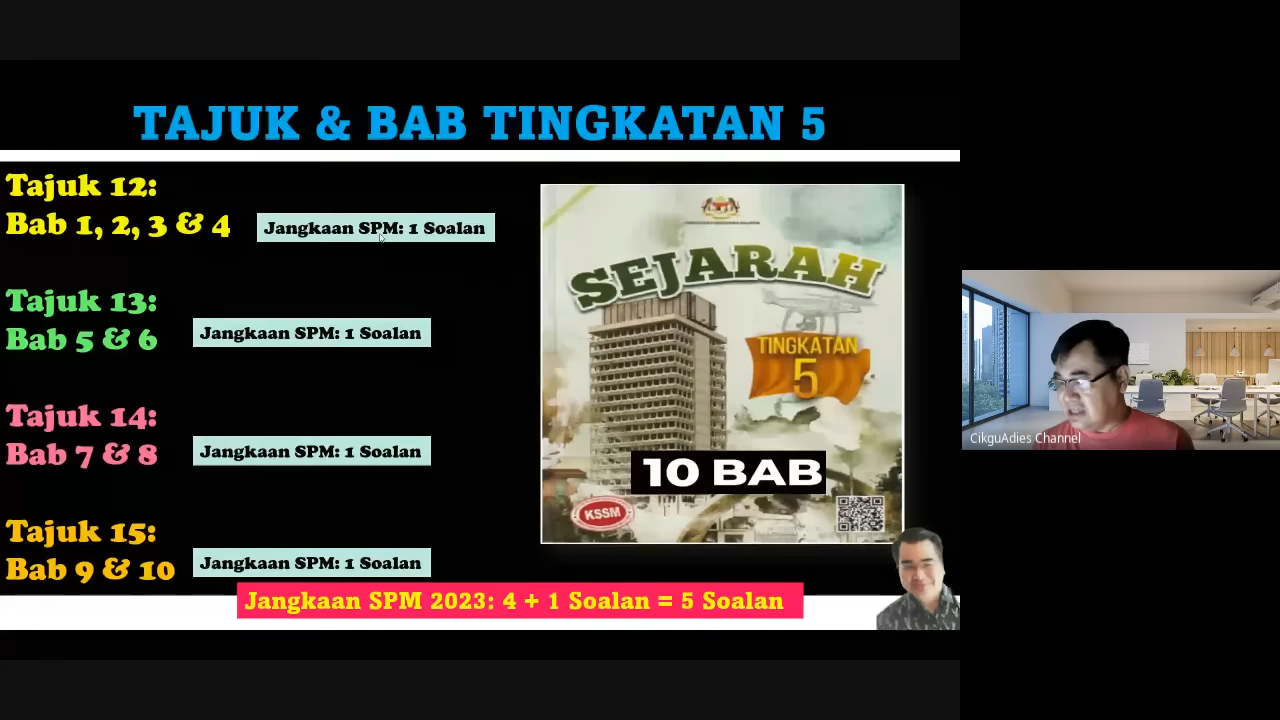 TAJUK & BAB TINGKATAN 5
Tajuk 12:
Bab 1, 2, 3 & 4
Jangkaan SPM: 1 Soalan
Tajuk 13:
Bab 5 & 6
Jangkaan SPM: 1 Soalan
Tajuk 14:
Bab 7 & 8
Jangkaan SPM: 1 Soalan
Tajuk 15:
Bab 9 & 10
Jangkaan SPM: 1 Soalan
SEJARAH
TINGKATAN
5
10 BAB
KSSM
Jangkaan SPM 2023: 4 + 1 Soalan = 5 Soalan
CikguAdies Channel